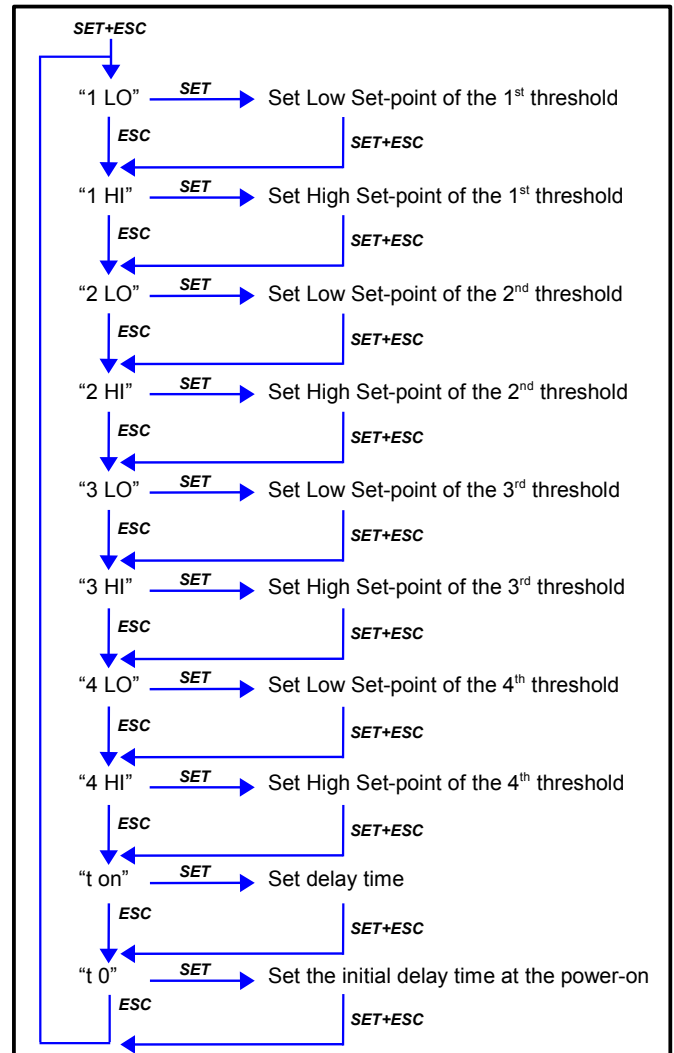 SET+ESC
“1 LO” SET Set Low Set-point of the 1st threshold
ESC SET+ESC
“1 HI” SET Set High Set-point of the 1st threshold
ESC SET+ESC
“2 LO” SET Set Low Set-point of the 2nd threshold
ESC SET+ESC
“2 HI” SET Set High Set-point of the 2nd threshold
ESC SET+ESC
“3 LO” SET Set Low Set-point of the 3rd threshold
ESC SET+ESC
“3 HI” SET Set High Set-point of the 3rd threshold
ESC SET+ESC
“4 LO” SET Set Low Set-point of the 4th threshold
ESC SET+ESC
“4 HI” SET Set High Set-point of the 4th threshold
ESC SET+ESC
“t on” SET Set delay time
ESC SET+ESC
“t 0” SET Set the initial delay time at the power-on
ESC SET+ESC